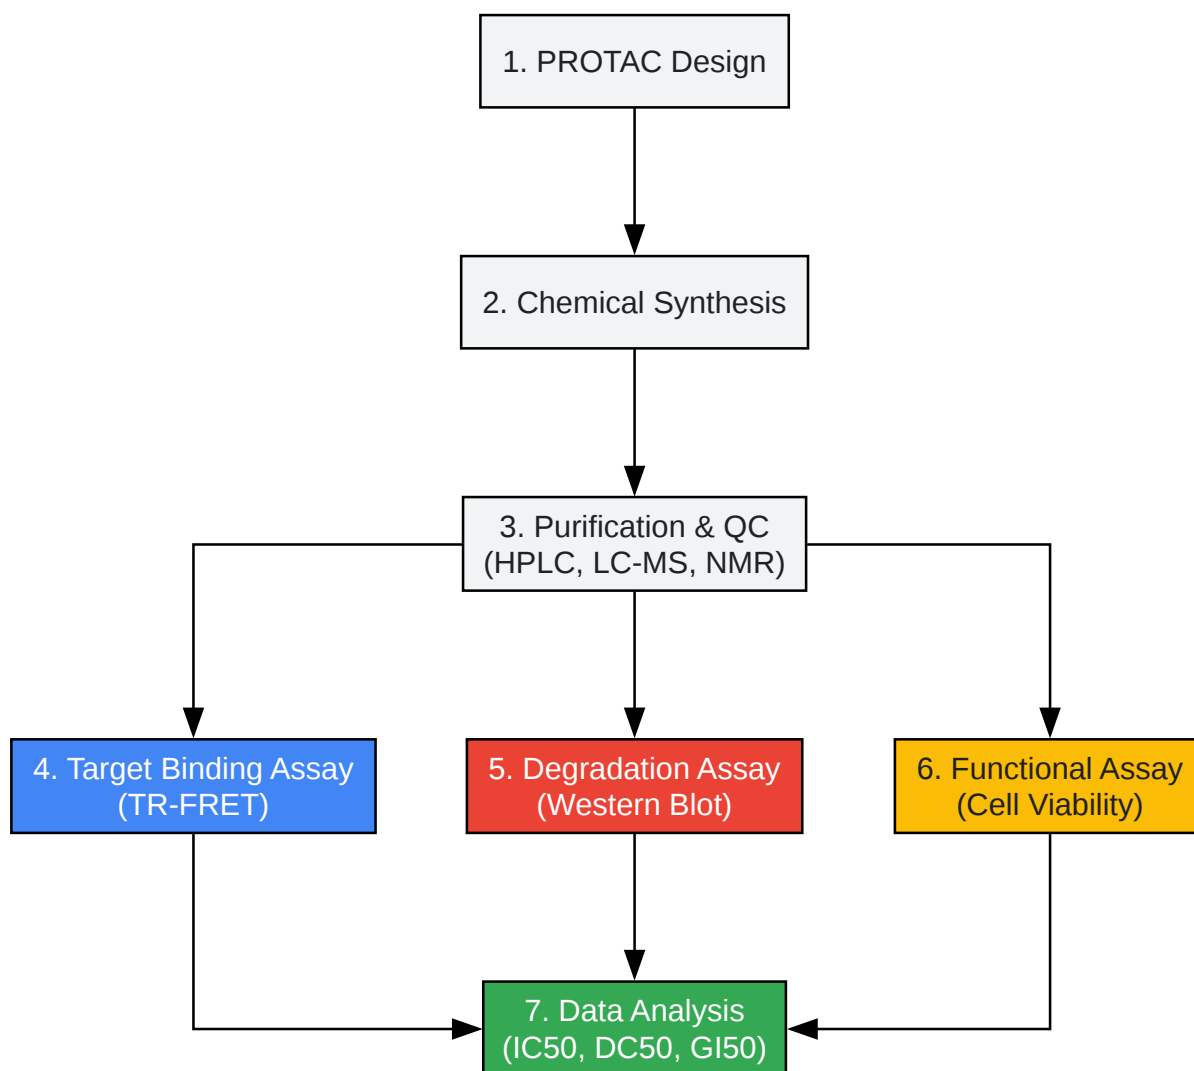 1. PROTAC Design
2. Chemical Synthesis
3. Purification & QC
(HPLC, LC-MS, NMR)
4. Target Binding Assay
(TR-FRET)
5. Degradation Assay
(Western Blot)
6. Functional Assay
(Cell Viability)
7. Data Analysis
(IC50, DC50, GI50)